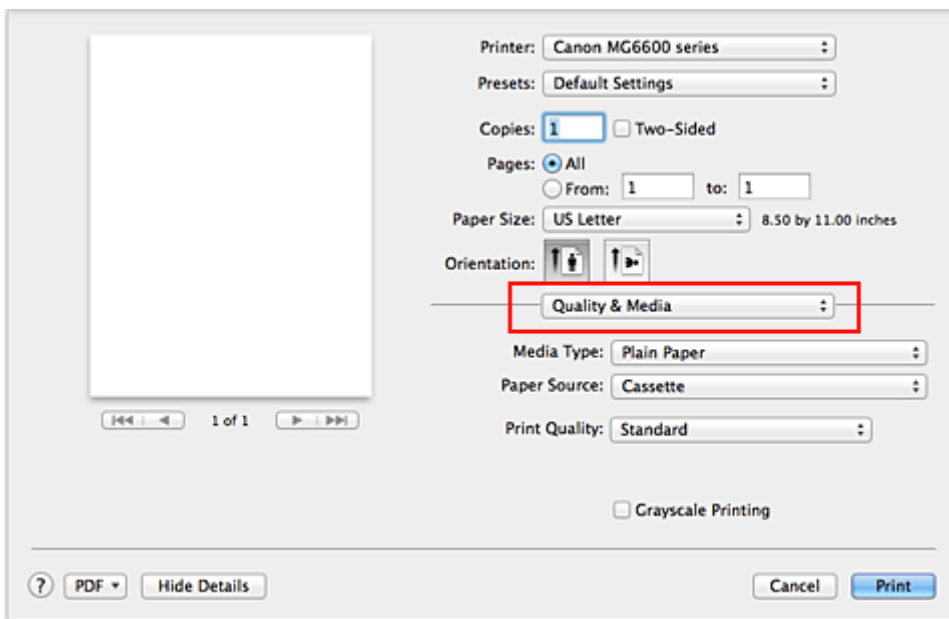 Printer: Canon MG6600 series
Presets: Default Settings
Copies: 1 Two-Sided
Pages: All
From: 1 to: 1
Paper Size: US Letter 8.50 by 11.00 inches
Orientation:
Quality & Media
Media Type: Plain Paper
Paper Source: Cassette
1 of 1
Print Quality: Standard
Grayscale Printing
? PDF Hide Details Cancel Print